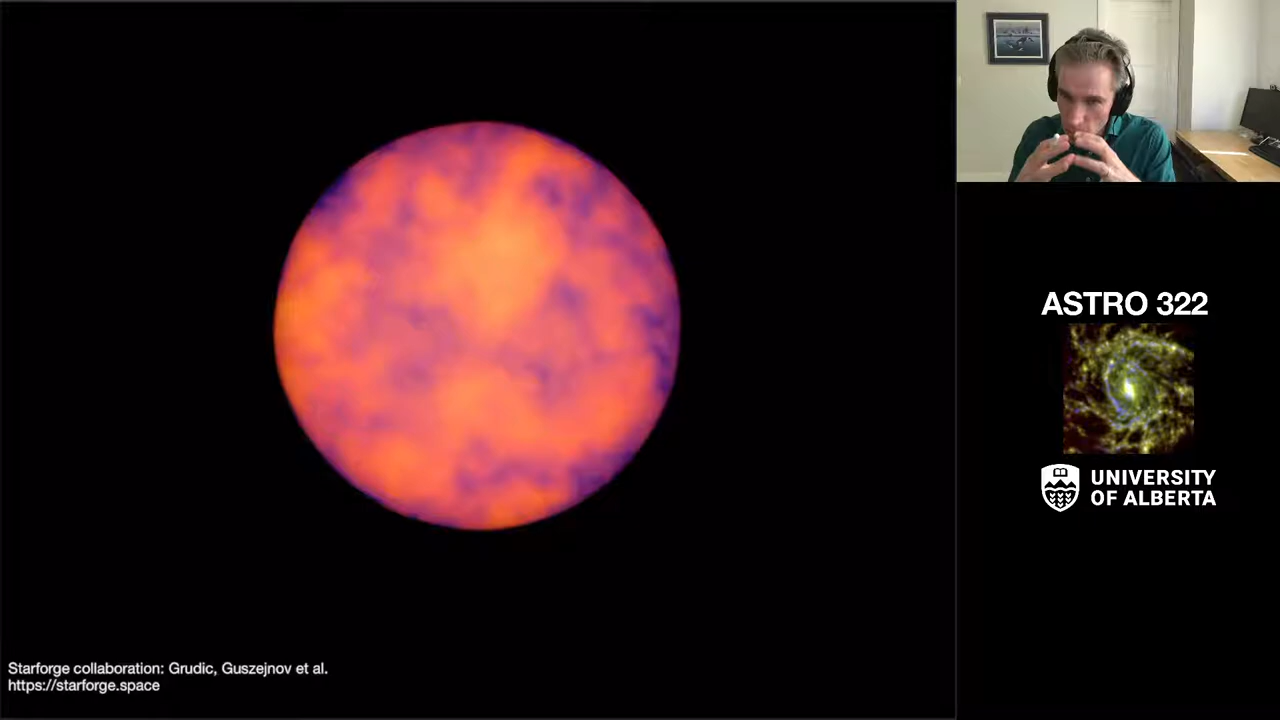 ASTRO 322
UNIVERSITY
OF ALBERTA
Starforge collaboration: Grudic, Guszejnov et al.
https://starforge.space